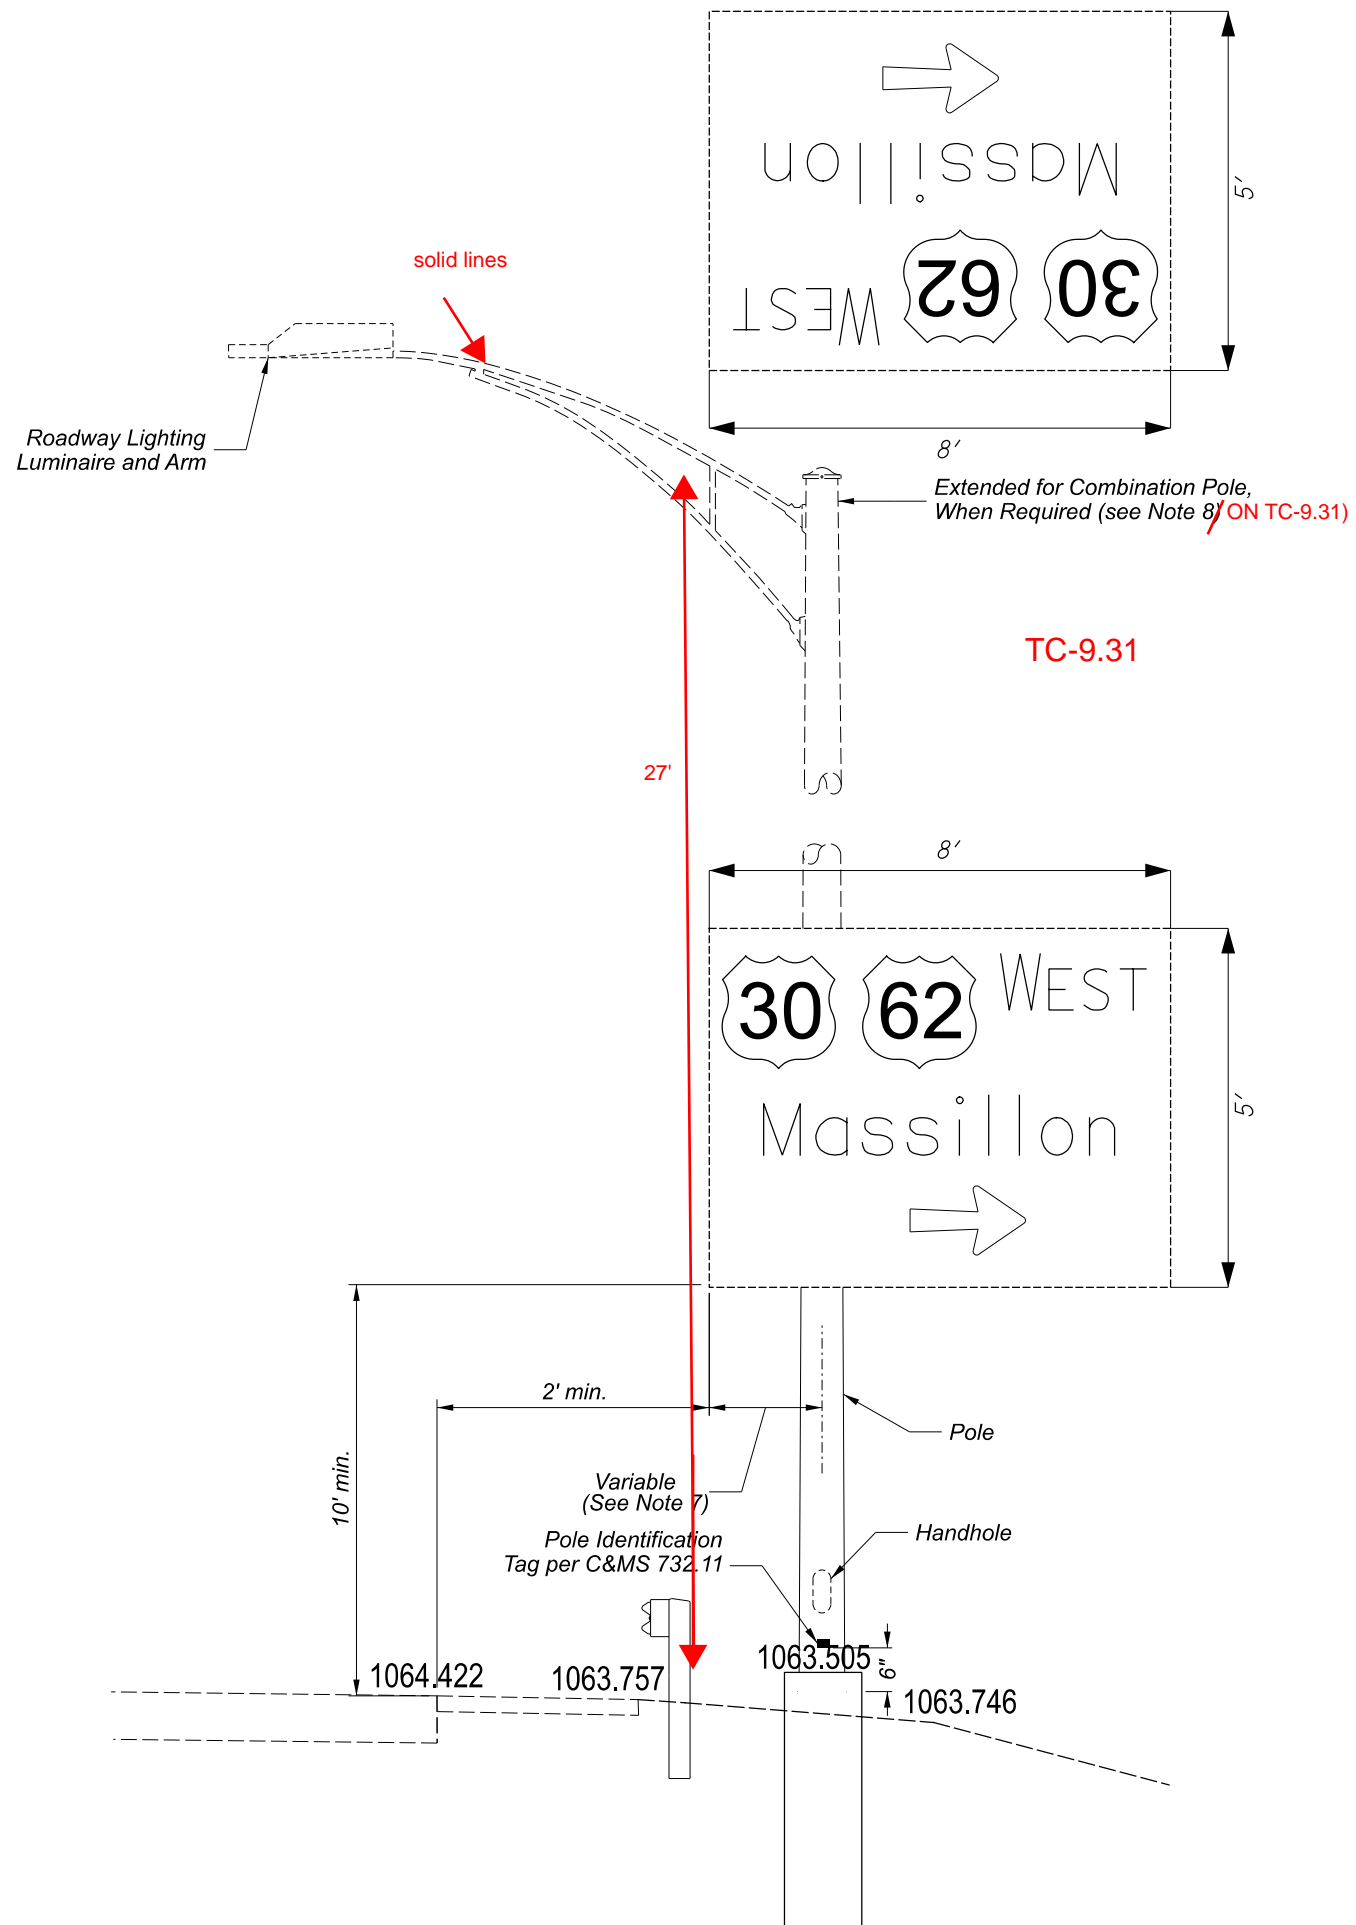 5'
Massillon
30 62 WEST
8'
solid lines
Roadway Lighting
Luminaire and Arm
Extended for Combination Pole,
When Required (see Note 8) ON TC-9.31)
TC-9.31
27'
8'
30 62 WEST
Massillon
5'
2' min.
10' min.
Pole
Variable
(See Note 7)
Handhole
Pole Identification
Tag per C&MS 732.11
1064.422
1063.757
1063.505
6"
1063.746